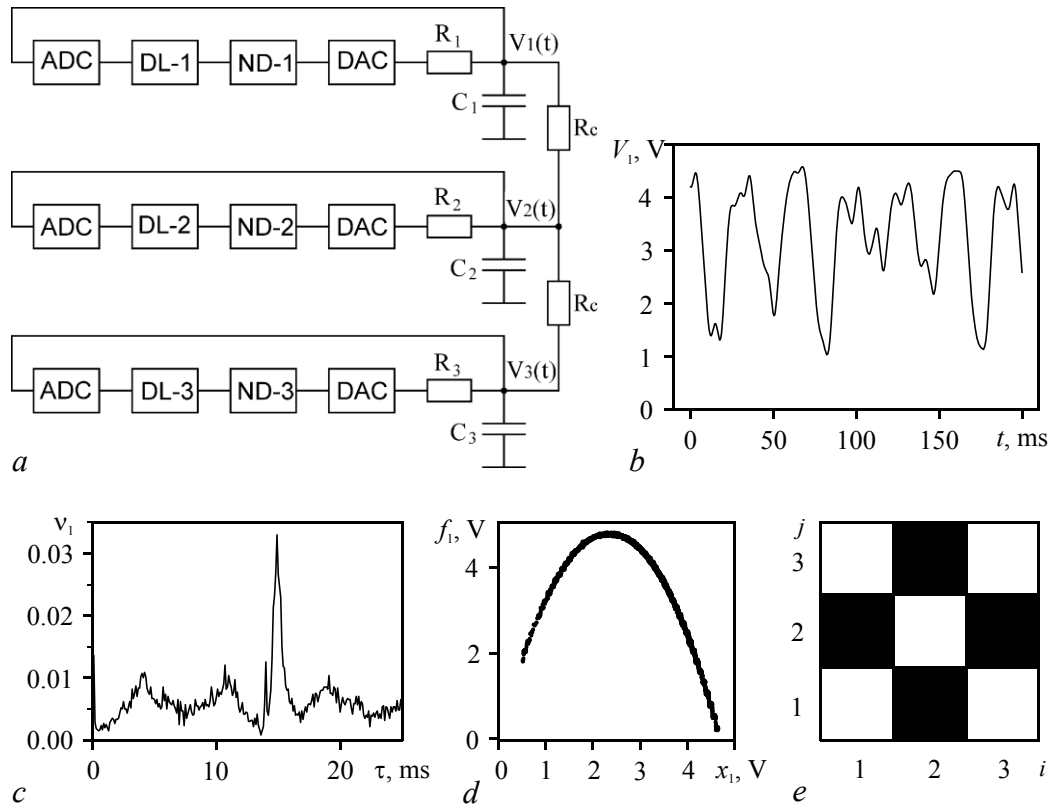 ADC DL-1 ND-1 DAC R1 V1(t)
C1
Rc
ADC DL-2 ND-2 DAC R2 V2(t)
C2
Rc
ADC DL-3 ND-3 DAC R3 V3(t)
C3
a
V1, V
4
3
2
1
0
0 50 100 150 t, ms
b
ν1
0.03
0.02
0.01
0.00
0 10 20 τ, ms
c
f1, V
4
2
0
0 1 2 3 4 x1, V
d
j
3
2
1
1 2 3 i
e